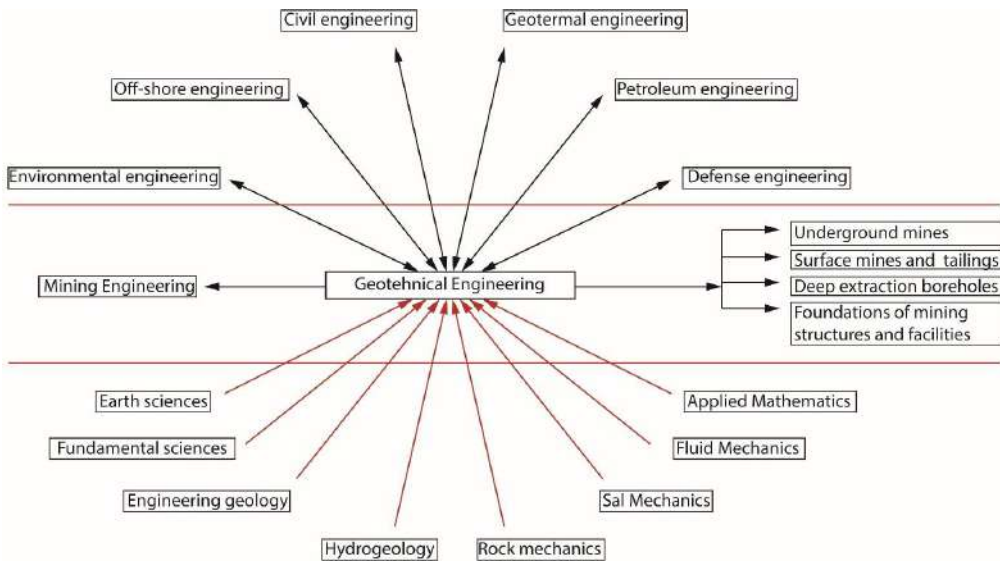 Civil engineering
Geotermal engineering
Off-shore engineering
Petroleum engineering
Environmental engineering
Defense engineering
Underground mines
Surface mines and tailings
Mining Engineering
Geotehnical Engineering
Deep extraction boreholes
Foundations of mining
structures and facilities
Earth sciences
Applied Mathematics
Fundamental sciences
Fluid Mechanics
Engineering geology
Sal Mechanics
Hydrogeology
Rock mechanics